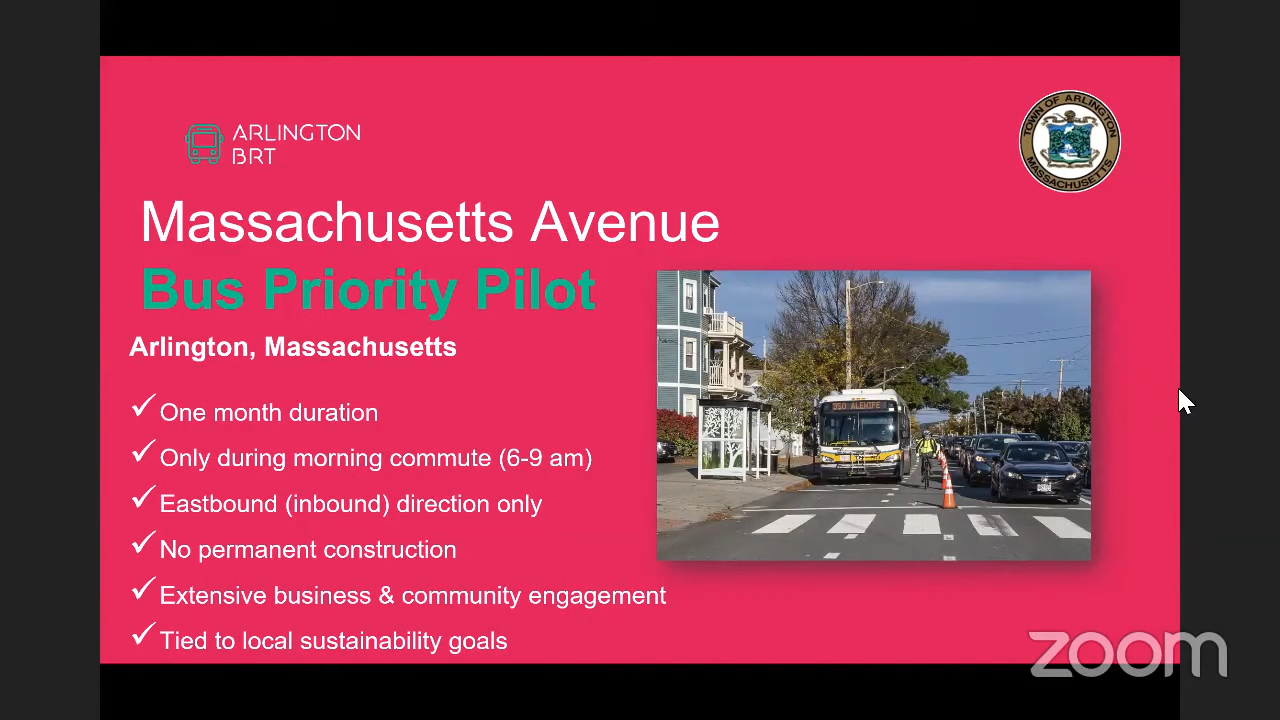 ARLINGTON
BRT
TOWN OF ARLINGTON
MASSACHUSETTS
Massachusetts Avenue
Bus Priority Pilot
Arlington, Massachusetts
350 ALEWIFE
One month duration
Only during morning commute (6-9 am)
Eastbound (inbound) direction only
No permanent construction
Extensive business & community engagement
Tied to local sustainability goals
zoom